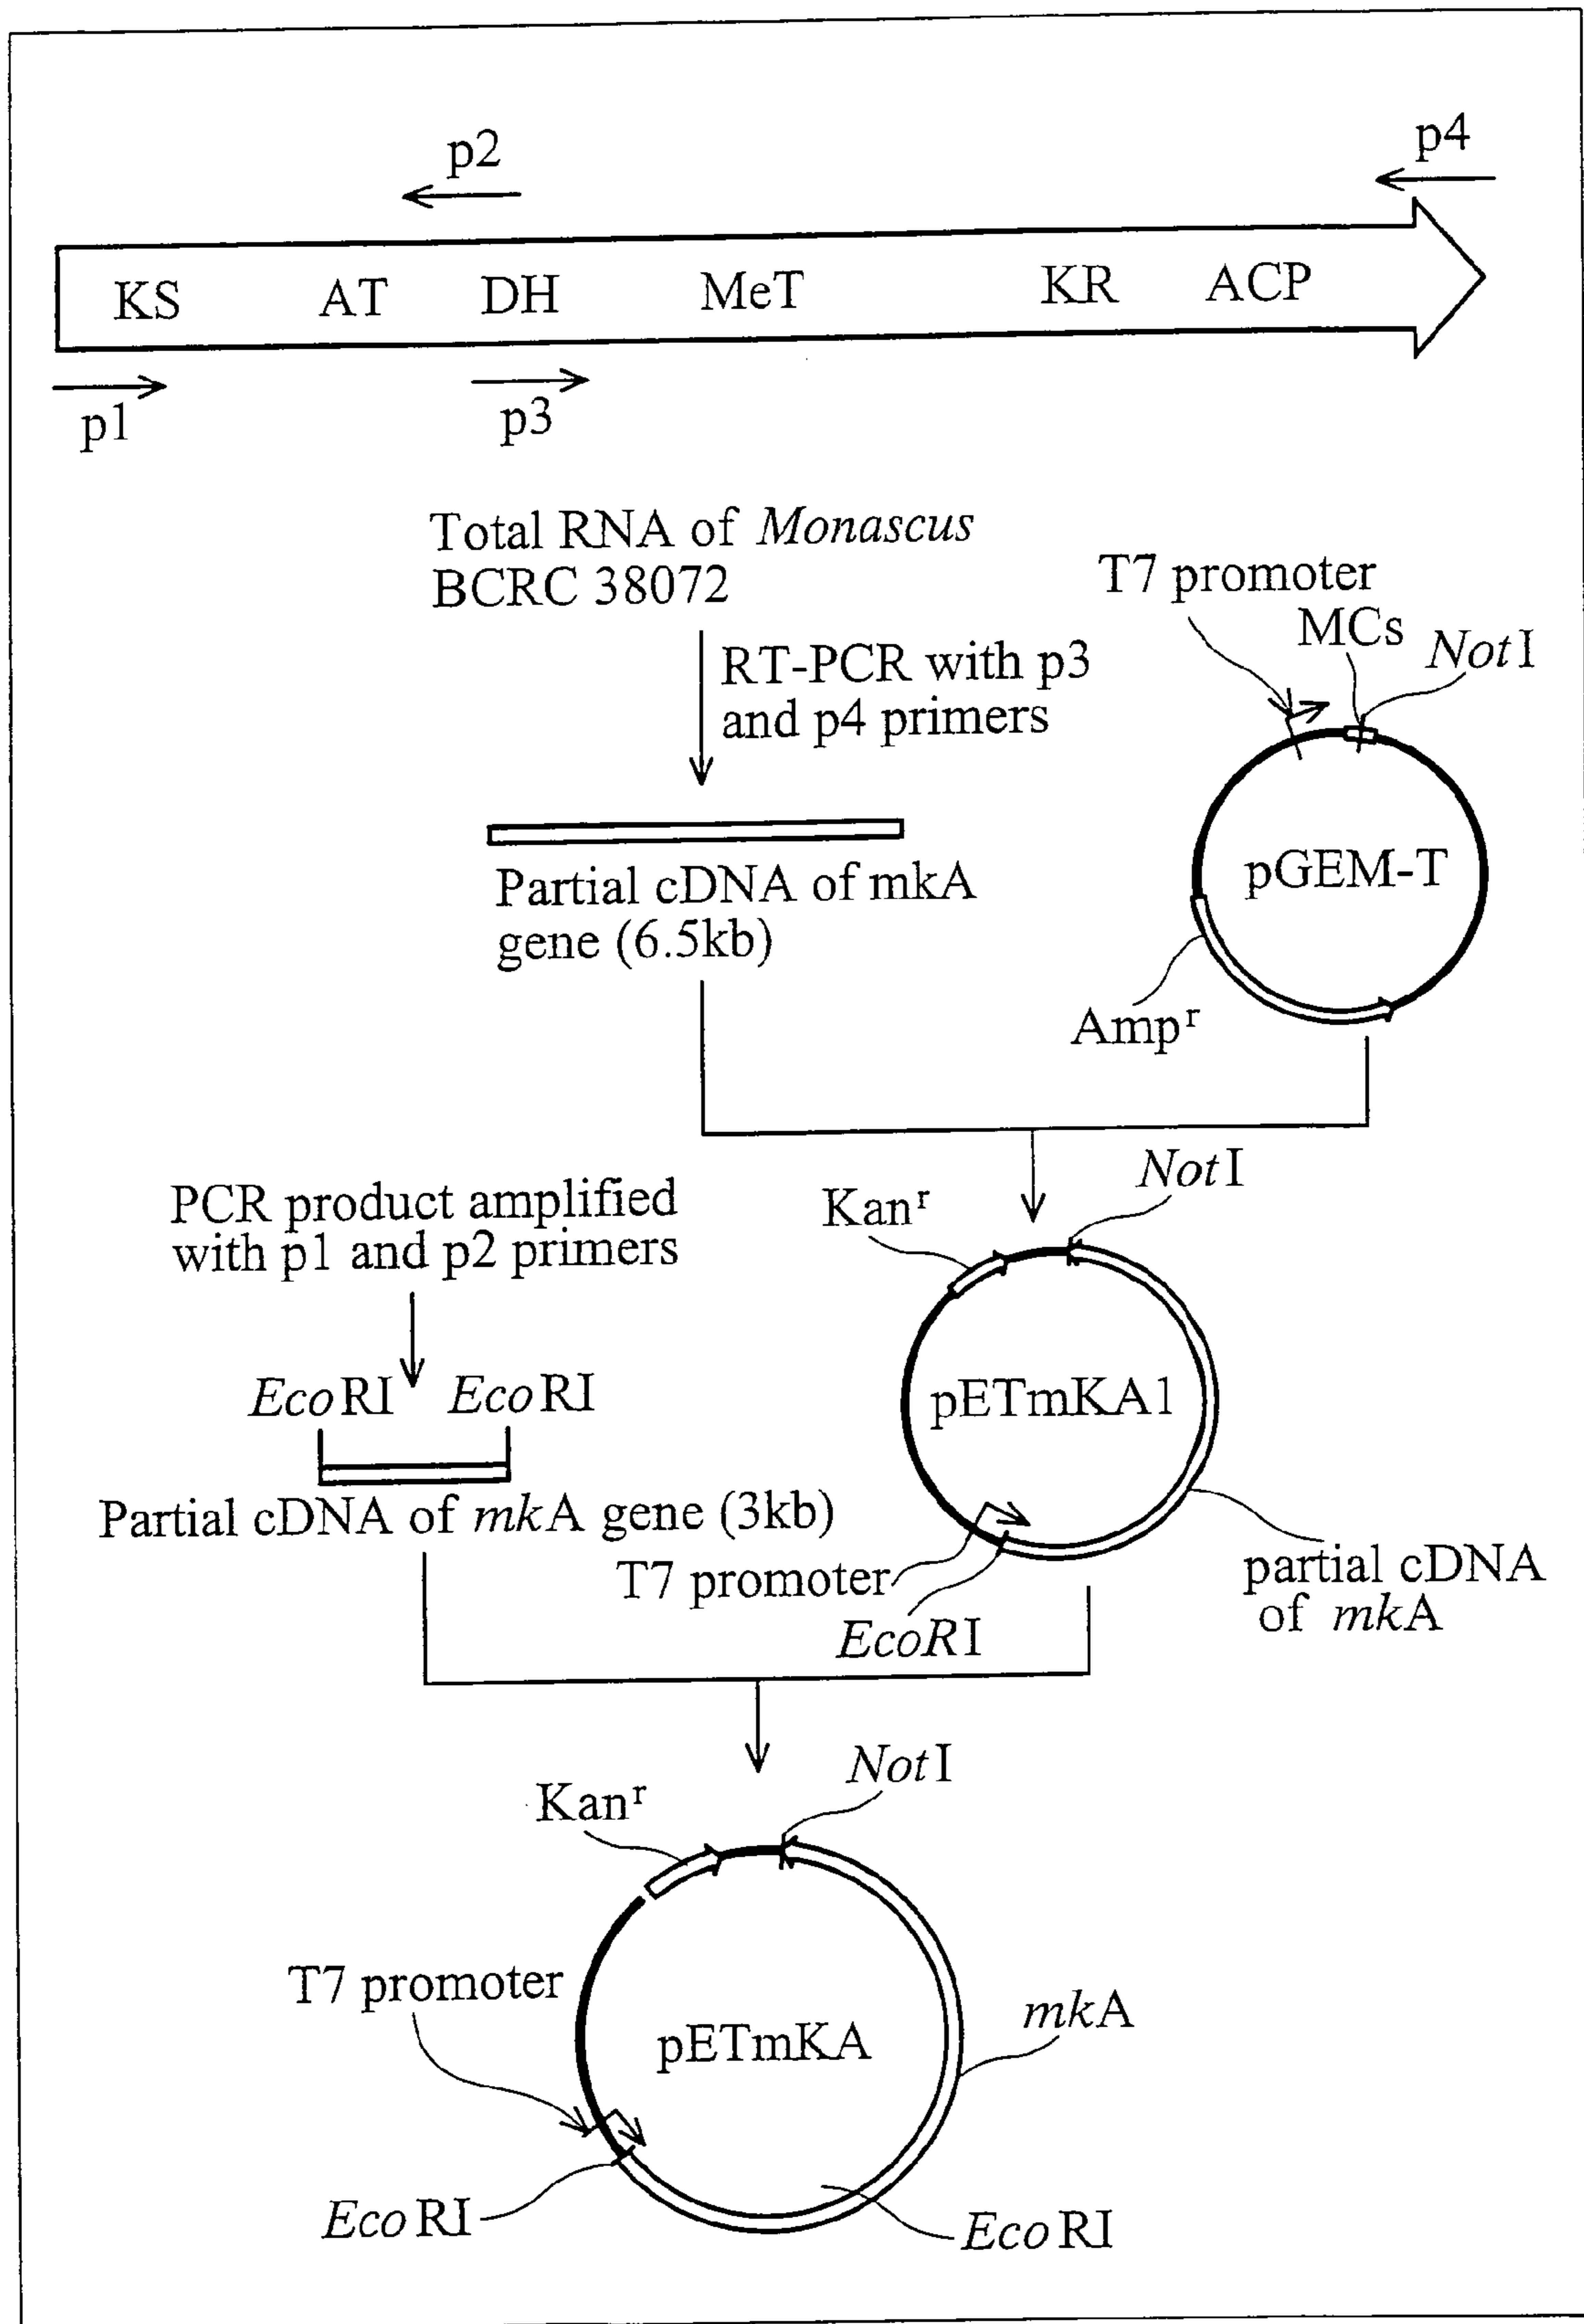 p2
p4
KS AT DH MeT KR ACP
p1
p3
Total RNA of Monascus
BCRC 38072
RT-PCR with p3
and p4 primers
T7 promoter
MCs
NotI
pGEM-T
Partial cDNA of mkA
gene (6.5kb)
Ampʳ
PCR product amplified
with p1 and p2 primers
Kanʳ
NotI
EcoRI EcoRI
pETmKA1
Partial cDNA of mkA gene (3kb)
T7 promoter
EcoRI
partial cDNA
of mkA
Kanʳ
NotI
T7 promoter
pETmKA
mkA
EcoRI
EcoRI